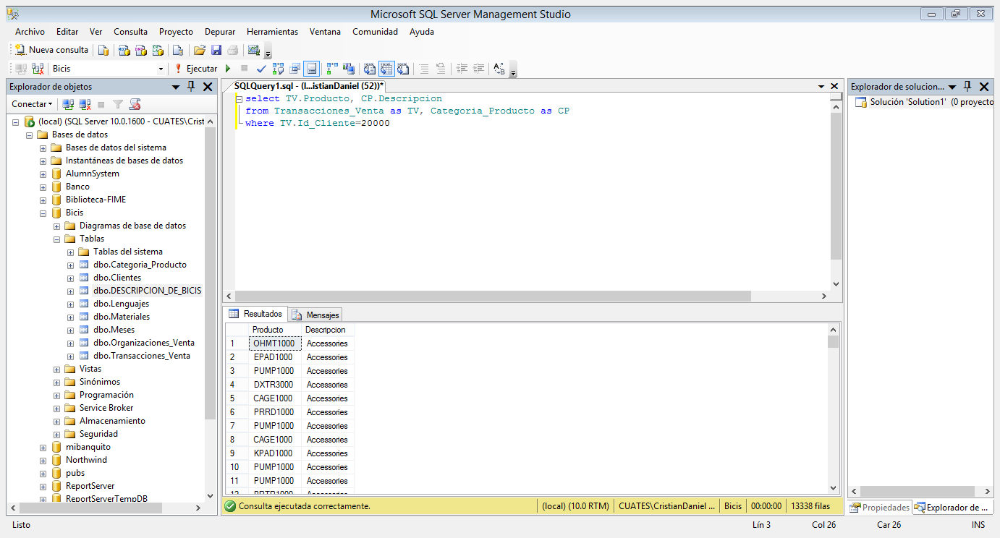 Microsoft SQL Server Management Studio
Archivo Editar Ver Consulta Proyecto Depurar Herramientas Ventana Comunidad Ayuda
Nueva consulta
Bicis Ejecutar
Explorador de objetos
Conectar
(local) (SQL Server 10.0.1600 - CUATES\Crist
Bases de datos
Bases de datos del sistema
Instantáneas de bases de datos
AlumnSystem
Banco
Biblioteca-FIME
Bicis
Diagramas de base de datos
Tablas
Tablas del sistema
dbo.Categoria_Producto
dbo.Clientes
dbo.DESCRIPCION_DE_BICIS
dbo.Lenguajes
dbo.Materiales
dbo.Meses
dbo.Organizaciones_Venta
dbo.Transacciones_Venta
Vistas
Sinónimos
Programación
Service Broker
Almacenamiento
Seguridad
mibanquito
Northwind
pubs
ReportServer
ReportServerTempDB
SQLQuery1.sql - (l...istianDaniel (52))*
select TV.Producto, CP.Descripcion
from Transacciones_Venta as TV, Categoria_Producto as CP
where TV.Id_Cliente=20000
Resultados Mensajes
Producto Descripcion
1 OHMT1000 Accessories
2 EPAD1000 Accessories
3 PUMP1000 Accessories
4 DXTR3000 Accessories
5 CAGE1000 Accessories
6 PRRD1000 Accessories
7 PUMP1000 Accessories
8 CAGE1000 Accessories
9 KPAD1000 Accessories
10 PUMP1000 Accessories
11 PUMP1000 Accessories
Consulta ejecutada correctamente. (local) (10.0 RTM) CUATES\CristianDaniel ... Bicis 00:00:00 13338 filas
Explorador de solucion...
Solución 'Solution1' (0 proyecto
Propiedades Explorador de ...
Listo Lín 3 Col 26 Car 26 INS